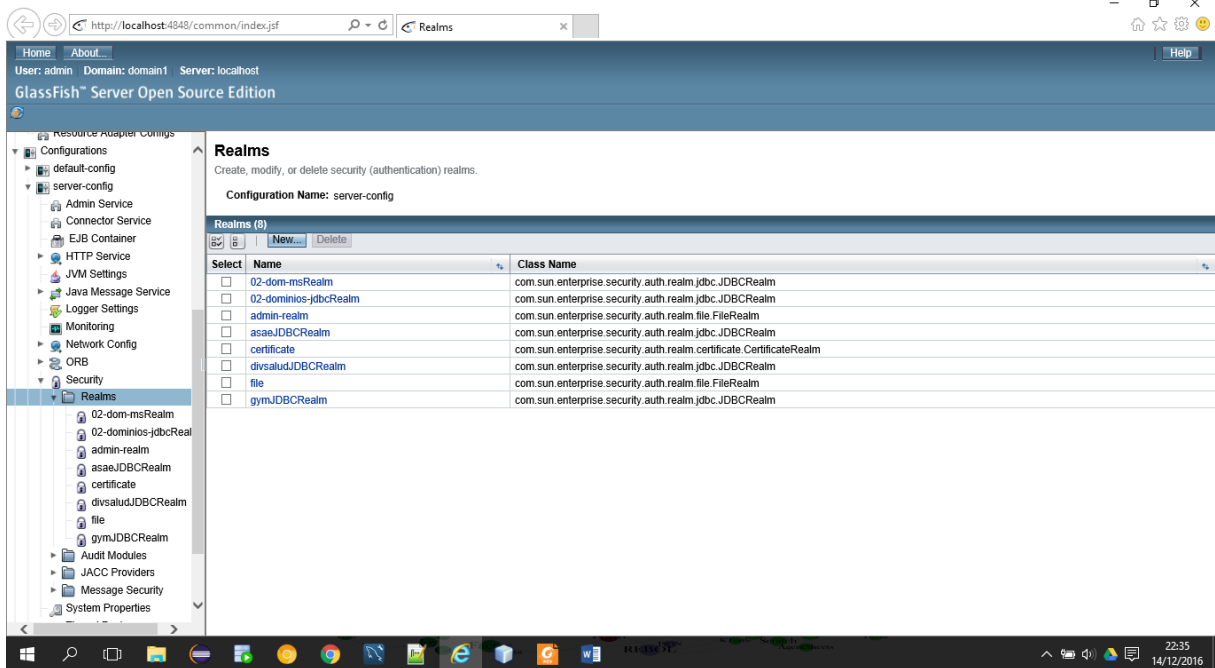 http://localhost:4848/common/index.jsf
Realms
Home About...
Help
User: admin Domain: domain1 Server: localhost
GlassFish™ Server Open Source Edition
Resource Adapter Configs
Configurations
default-config
server-config
Admin Service
Connector Service
EJB Container
HTTP Service
JVM Settings
Java Message Service
Logger Settings
Monitoring
Network Config
ORB
Security
Realms
02-dom-msRealm
02-dominios-jdbcReal
admin-realm
asaeJDBCRealm
certificate
divsaludJDBCRealm
file
gymJDBCRealm
Audit Modules
JACC Providers
Message Security
System Properties
Realms
Create, modify, or delete security (authentication) realms.
Configuration Name: server-config
Realms (8)
New... Delete
Select Name Class Name
02-dom-msRealm com.sun.enterprise.security.auth.realm.jdbc.JDBCRealm
02-dominios-jdbcRealm com.sun.enterprise.security.auth.realm.jdbc.JDBCRealm
admin-realm com.sun.enterprise.security.auth.realm.file.FileRealm
asaeJDBCRealm com.sun.enterprise.security.auth.realm.jdbc.JDBCRealm
certificate com.sun.enterprise.security.auth.realm.certificate.CertificateRealm
divsaludJDBCRealm com.sun.enterprise.security.auth.realm.jdbc.JDBCRealm
file com.sun.enterprise.security.auth.realm.file.FileRealm
gymJDBCRealm com.sun.enterprise.security.auth.realm.jdbc.JDBCRealm
22:35
14/12/2016